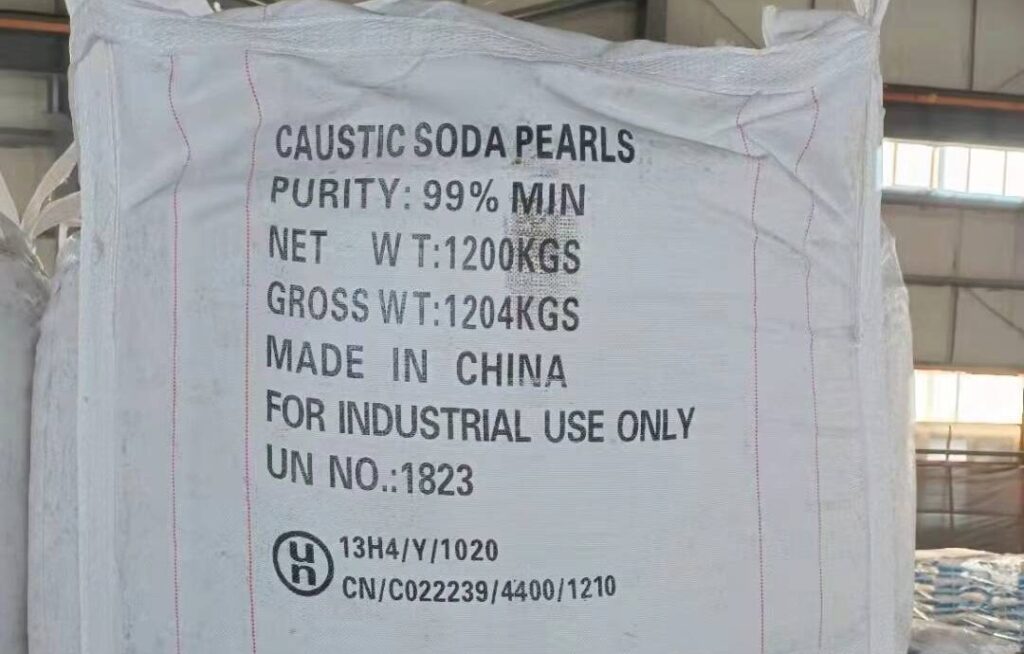 CAUSTIC SODA PEARLS
PURITY: 99% MIN
NET WT:1200KGS
GROSS WT:1204KGS
MADE IN CHINA
FOR INDUSTRIAL USE ONLY
UN NO.:1823
un
13H4/Y/1020
CN/C022239/4400/1210